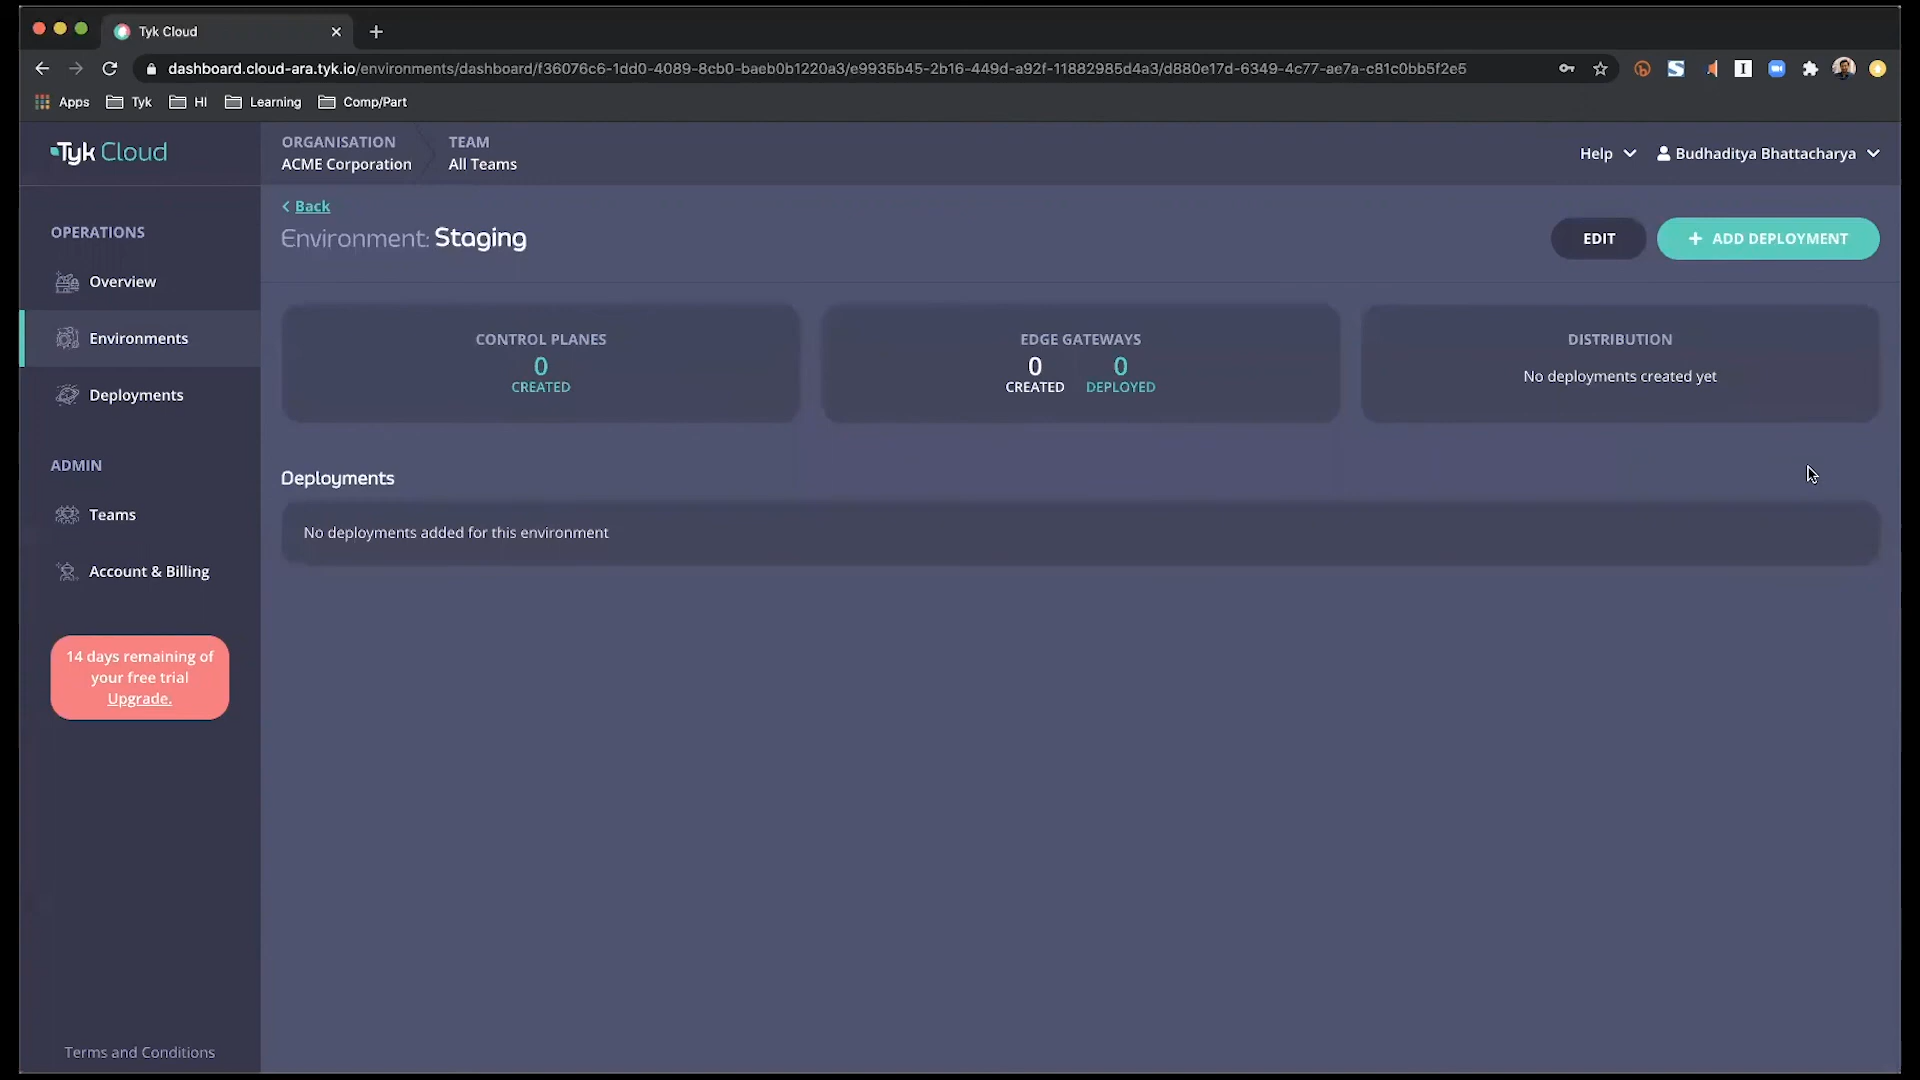 Tyk Cloud
dashboard.cloud-ara.tyk.io/environments/dashboard/f36076c6-1dd0-4089-8cb0-baeb0b1220a3/e9935b45-2b16-449d-a92f-11882985d4a3/d880e17d-6349-4c77-ae7a-c81c0bb5f2e5
Apps Tyk HI Learning Comp/Part
Tyk Cloud
ORGANISATION
ACME Corporation
TEAM
All Teams
Help
Budhaditya Bhattacharya
OPERATIONS
Overview
Environments
Deployments
ADMIN
Teams
Account & Billing
14 days remaining of
your free trial
Upgrade.
Terms and Conditions
Back
Environment: Staging
EDIT
+ ADD DEPLOYMENT
CONTROL PLANES
0
CREATED
EDGE GATEWAYS
0 0
CREATED DEPLOYED
DISTRIBUTION
No deployments created yet
Deployments
No deployments added for this environment